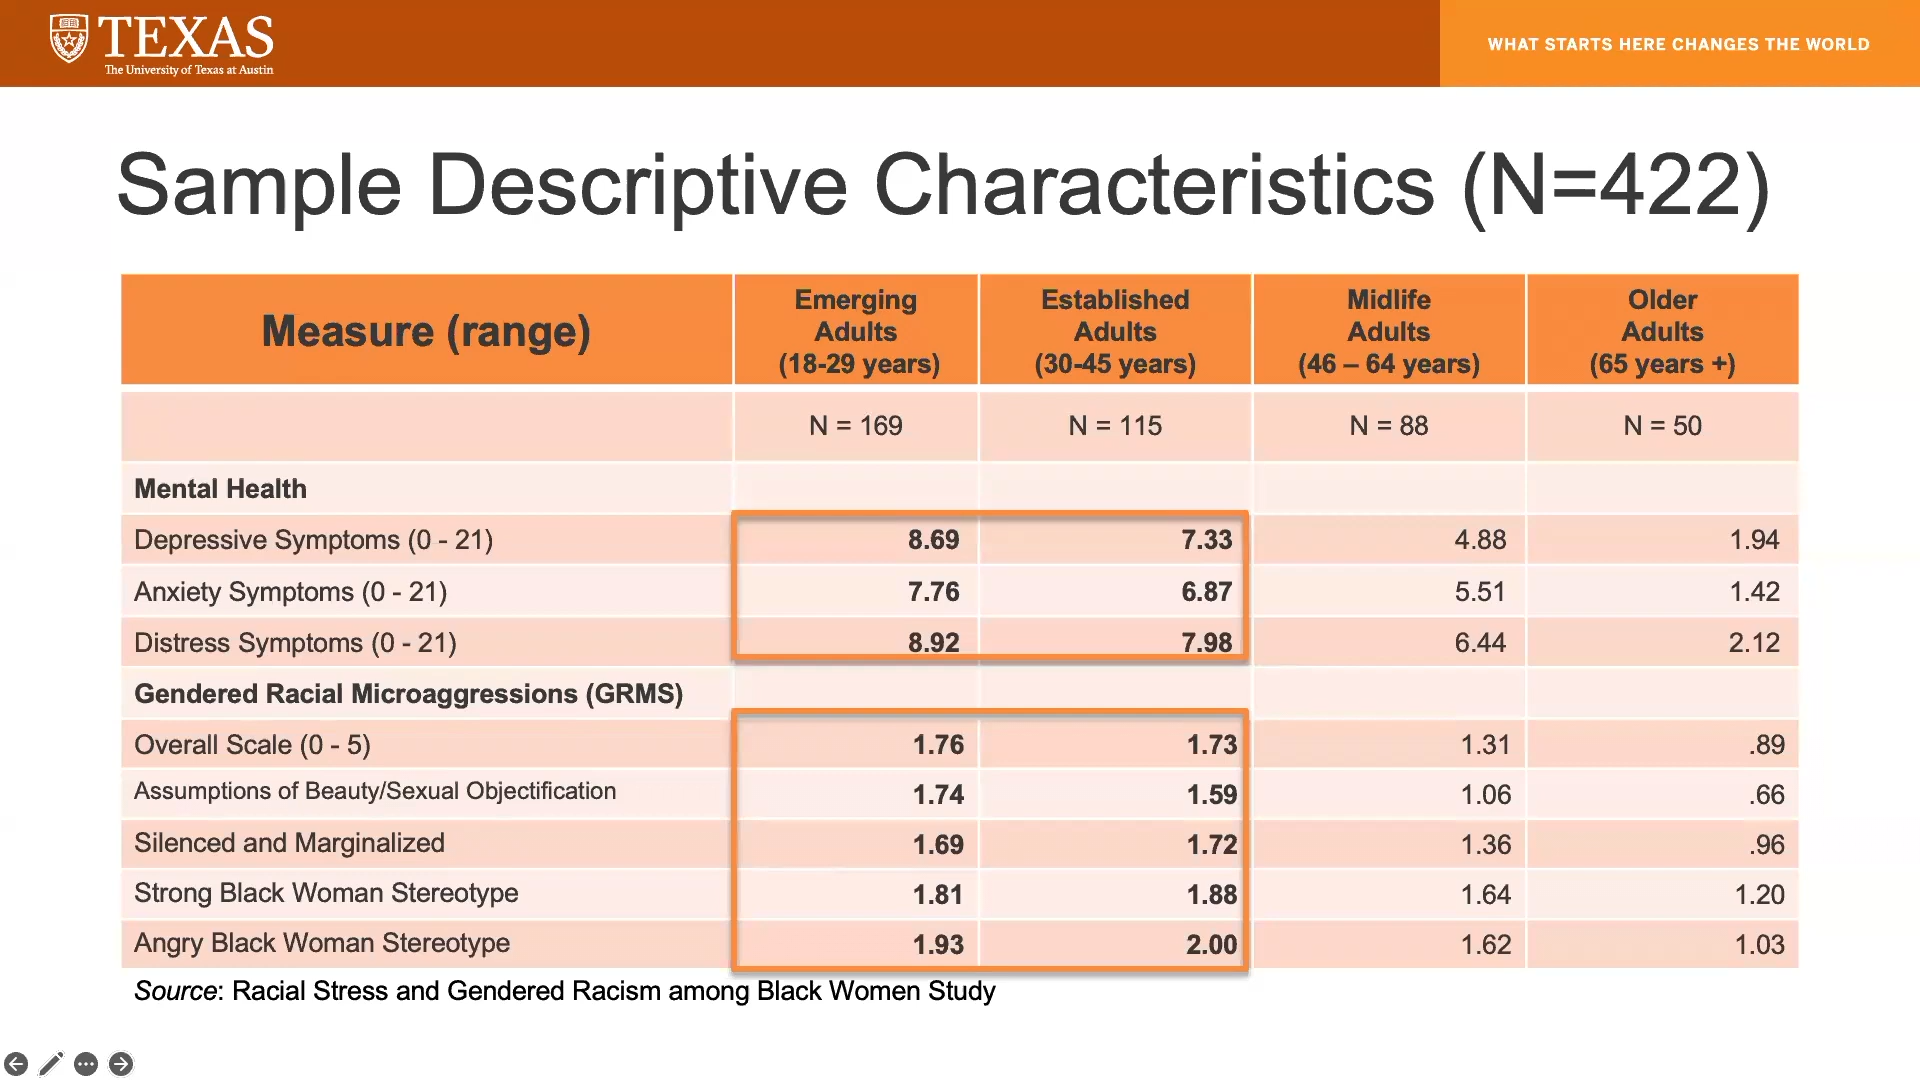 TEXAS
The University of Texas at Austin
WHAT STARTS HERE CHANGES THE WORLD
Sample Descriptive Characteristics (N=422)
Measure (range)
Emerging Adults (18-29 years)
Established Adults (30-45 years)
Midlife Adults (46 – 64 years)
Older Adults (65 years +)
N = 169 N = 115 N = 88 N = 50
Mental Health
Depressive Symptoms (0 - 21) 8.69 7.33 4.88 1.94
Anxiety Symptoms (0 - 21) 7.76 6.87 5.51 1.42
Distress Symptoms (0 - 21) 8.92 7.98 6.44 2.12
Gendered Racial Microaggressions (GRMS)
Overall Scale (0 - 5) 1.76 1.73 1.31 .89
Assumptions of Beauty/Sexual Objectification 1.74 1.59 1.06 .66
Silenced and Marginalized 1.69 1.72 1.36 .96
Strong Black Woman Stereotype 1.81 1.88 1.64 1.20
Angry Black Woman Stereotype 1.93 2.00 1.62 1.03
Source: Racial Stress and Gendered Racism among Black Women Study